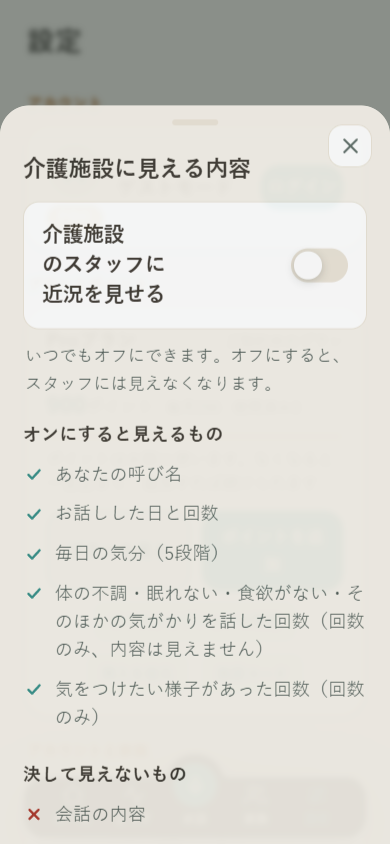 設定
介護施設に見える内容
介護施設
のスタッフに
近況を見せる
いつでもオフにできます。オフにすると、
スタッフには見えなくなります。
オンにすると見えるもの
あなたの呼び名
お話しした日と回数
毎日の気分（5段階）
体の不調・眠れない・食欲がない・そ
のほかの気がかりを話した回数（回数
のみ、内容は見えません）
気をつけたい様子があった回数（回数
のみ）
決して見えないもの
会話の内容